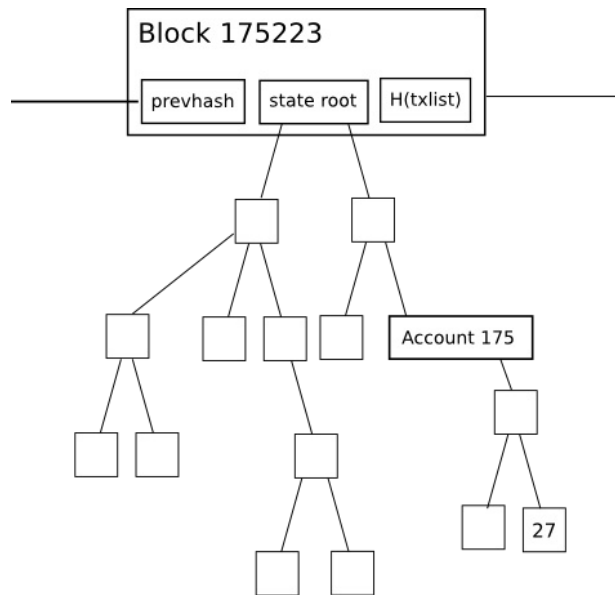 Block 175223
prevhash
state root
H(txlist)
Account 175
27